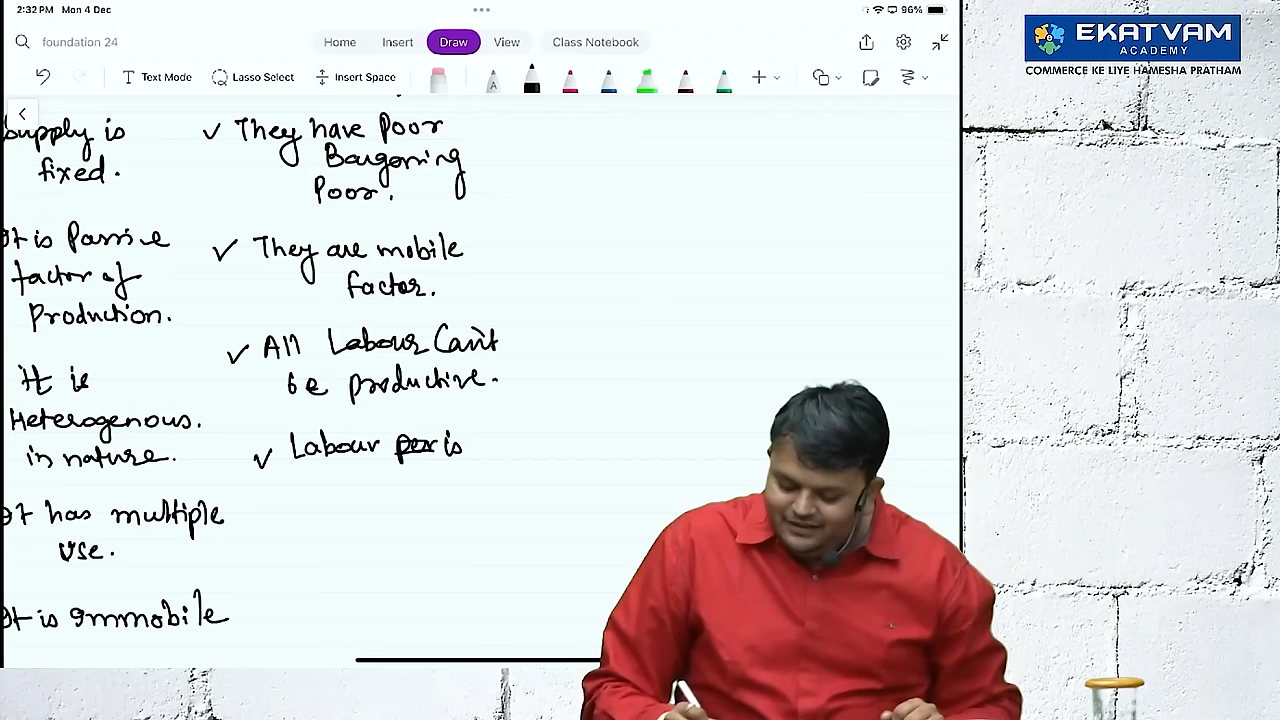 2:32 PM Mon 4 Dec
96%
foundation 24
Home Insert Draw View Class Notebook
Text Mode Lasso Select Insert Space
EKATVAM
ACADEMY
COMMERCE KE LIYE HAMESHA PRATHAM
Supply is
fixed.
It is Passive
factor of
Production.
It is
Heterogenous.
in nature.
It has multiple
use.
It is Immobile
✓ They have Poor
Bargaining
Poor.
✓ They are mobile
factor.
✓ All Labour Can't
be productive.
✓ Labour is